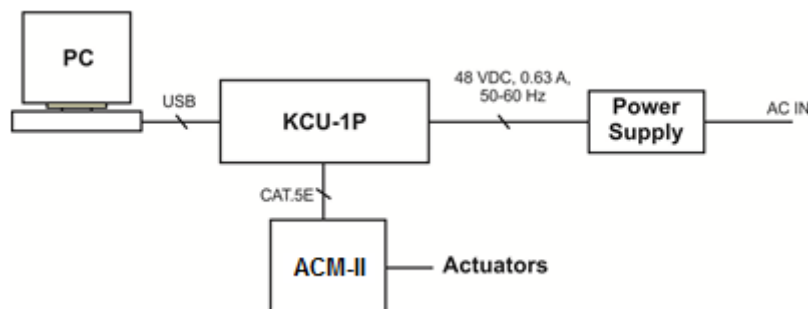 PC
USB
KCU-1P
48 VDC, 0.63 A,
50-60 Hz
Power
Supply
AC IN
CAT.5E
ACM-II
Actuators